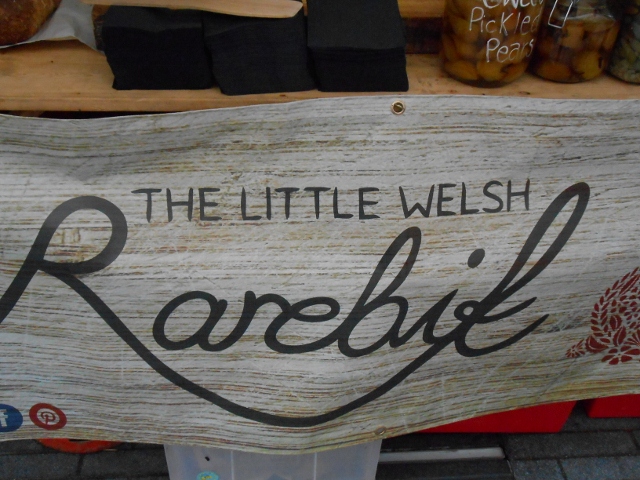 Pickled
Pears
THE LITTLE WELSH
Rarebit